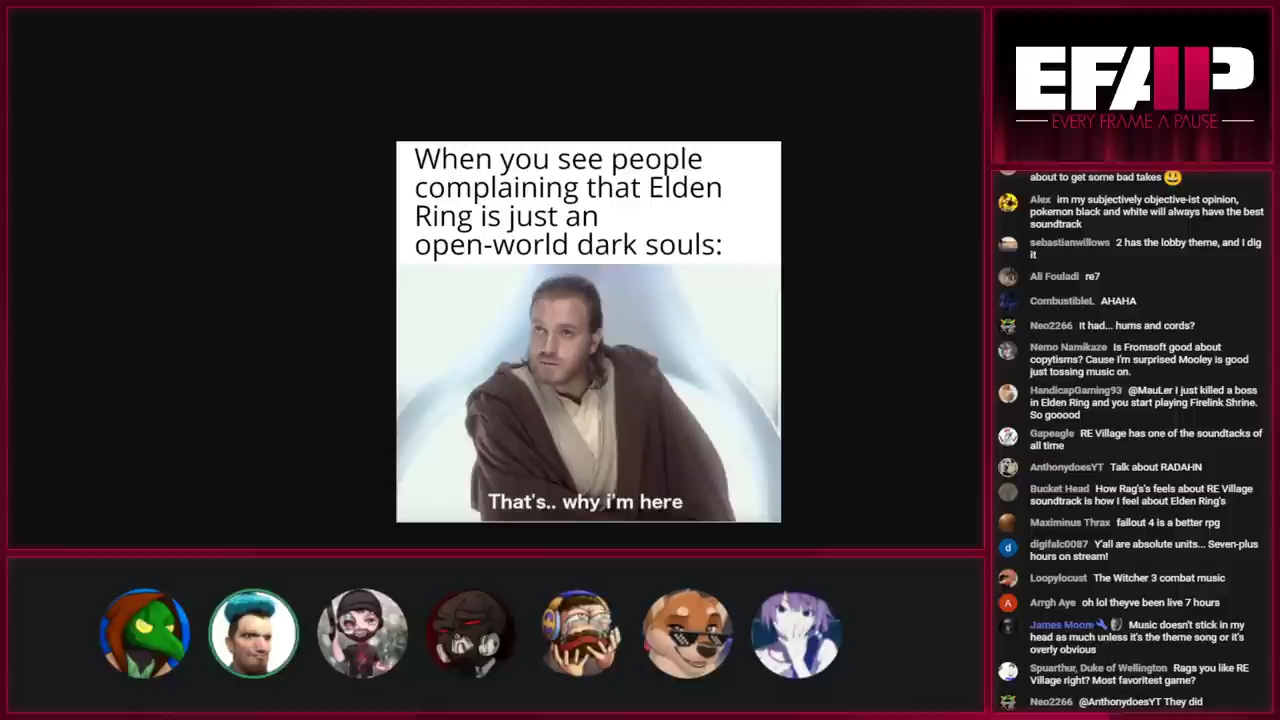 When you see people
complaining that Elden
Ring is just an
open-world dark souls:
That's.. why i'm here
EFAP
EVERY FRAME A PAUSE
about to get some bad takes 😃
Alex im my subjectively objective-ist opinion,
pokemon black and white will always have the best
soundtrack
sebastianwillows 2 has the lobby theme, and I dig
it
Ali Fouladi re7
CombustibleL AHAHA
Neo2266 It had... hums and cords?
Nemo Namikaze Is Fromsoft good about
copytisms? Cause I'm surprised Mooley is good
just tossing music on.
HandicapGaming93 @MauLer I just killed a boss
in Elden Ring and you start playing Firelink Shrine.
So gooood
Gapeagle RE Village has one of the soundtacks of
all time
AnthonydoesYT Talk about RADAHN
Bucket Head How Rags's feels about RE Village
soundtrack is how I feel about Elden Ring's
Maximinus Thrax fallout 4 is a better rpg
d
digifalc0087 Y'all are absolute units... Seven-plus
hours on stream!
Loopylocust The Witcher 3 combat music
A
Arrgh Aye oh lol theyve been live 7 hours
James Moore Music doesn't stick in my
head as much unless it's the theme song or it's
overly obvious
Spuarthur, Duke of Wellington Rags you like RE
Village right? Most favoritest game?
Neo2266 @AnthonydoesYT They did